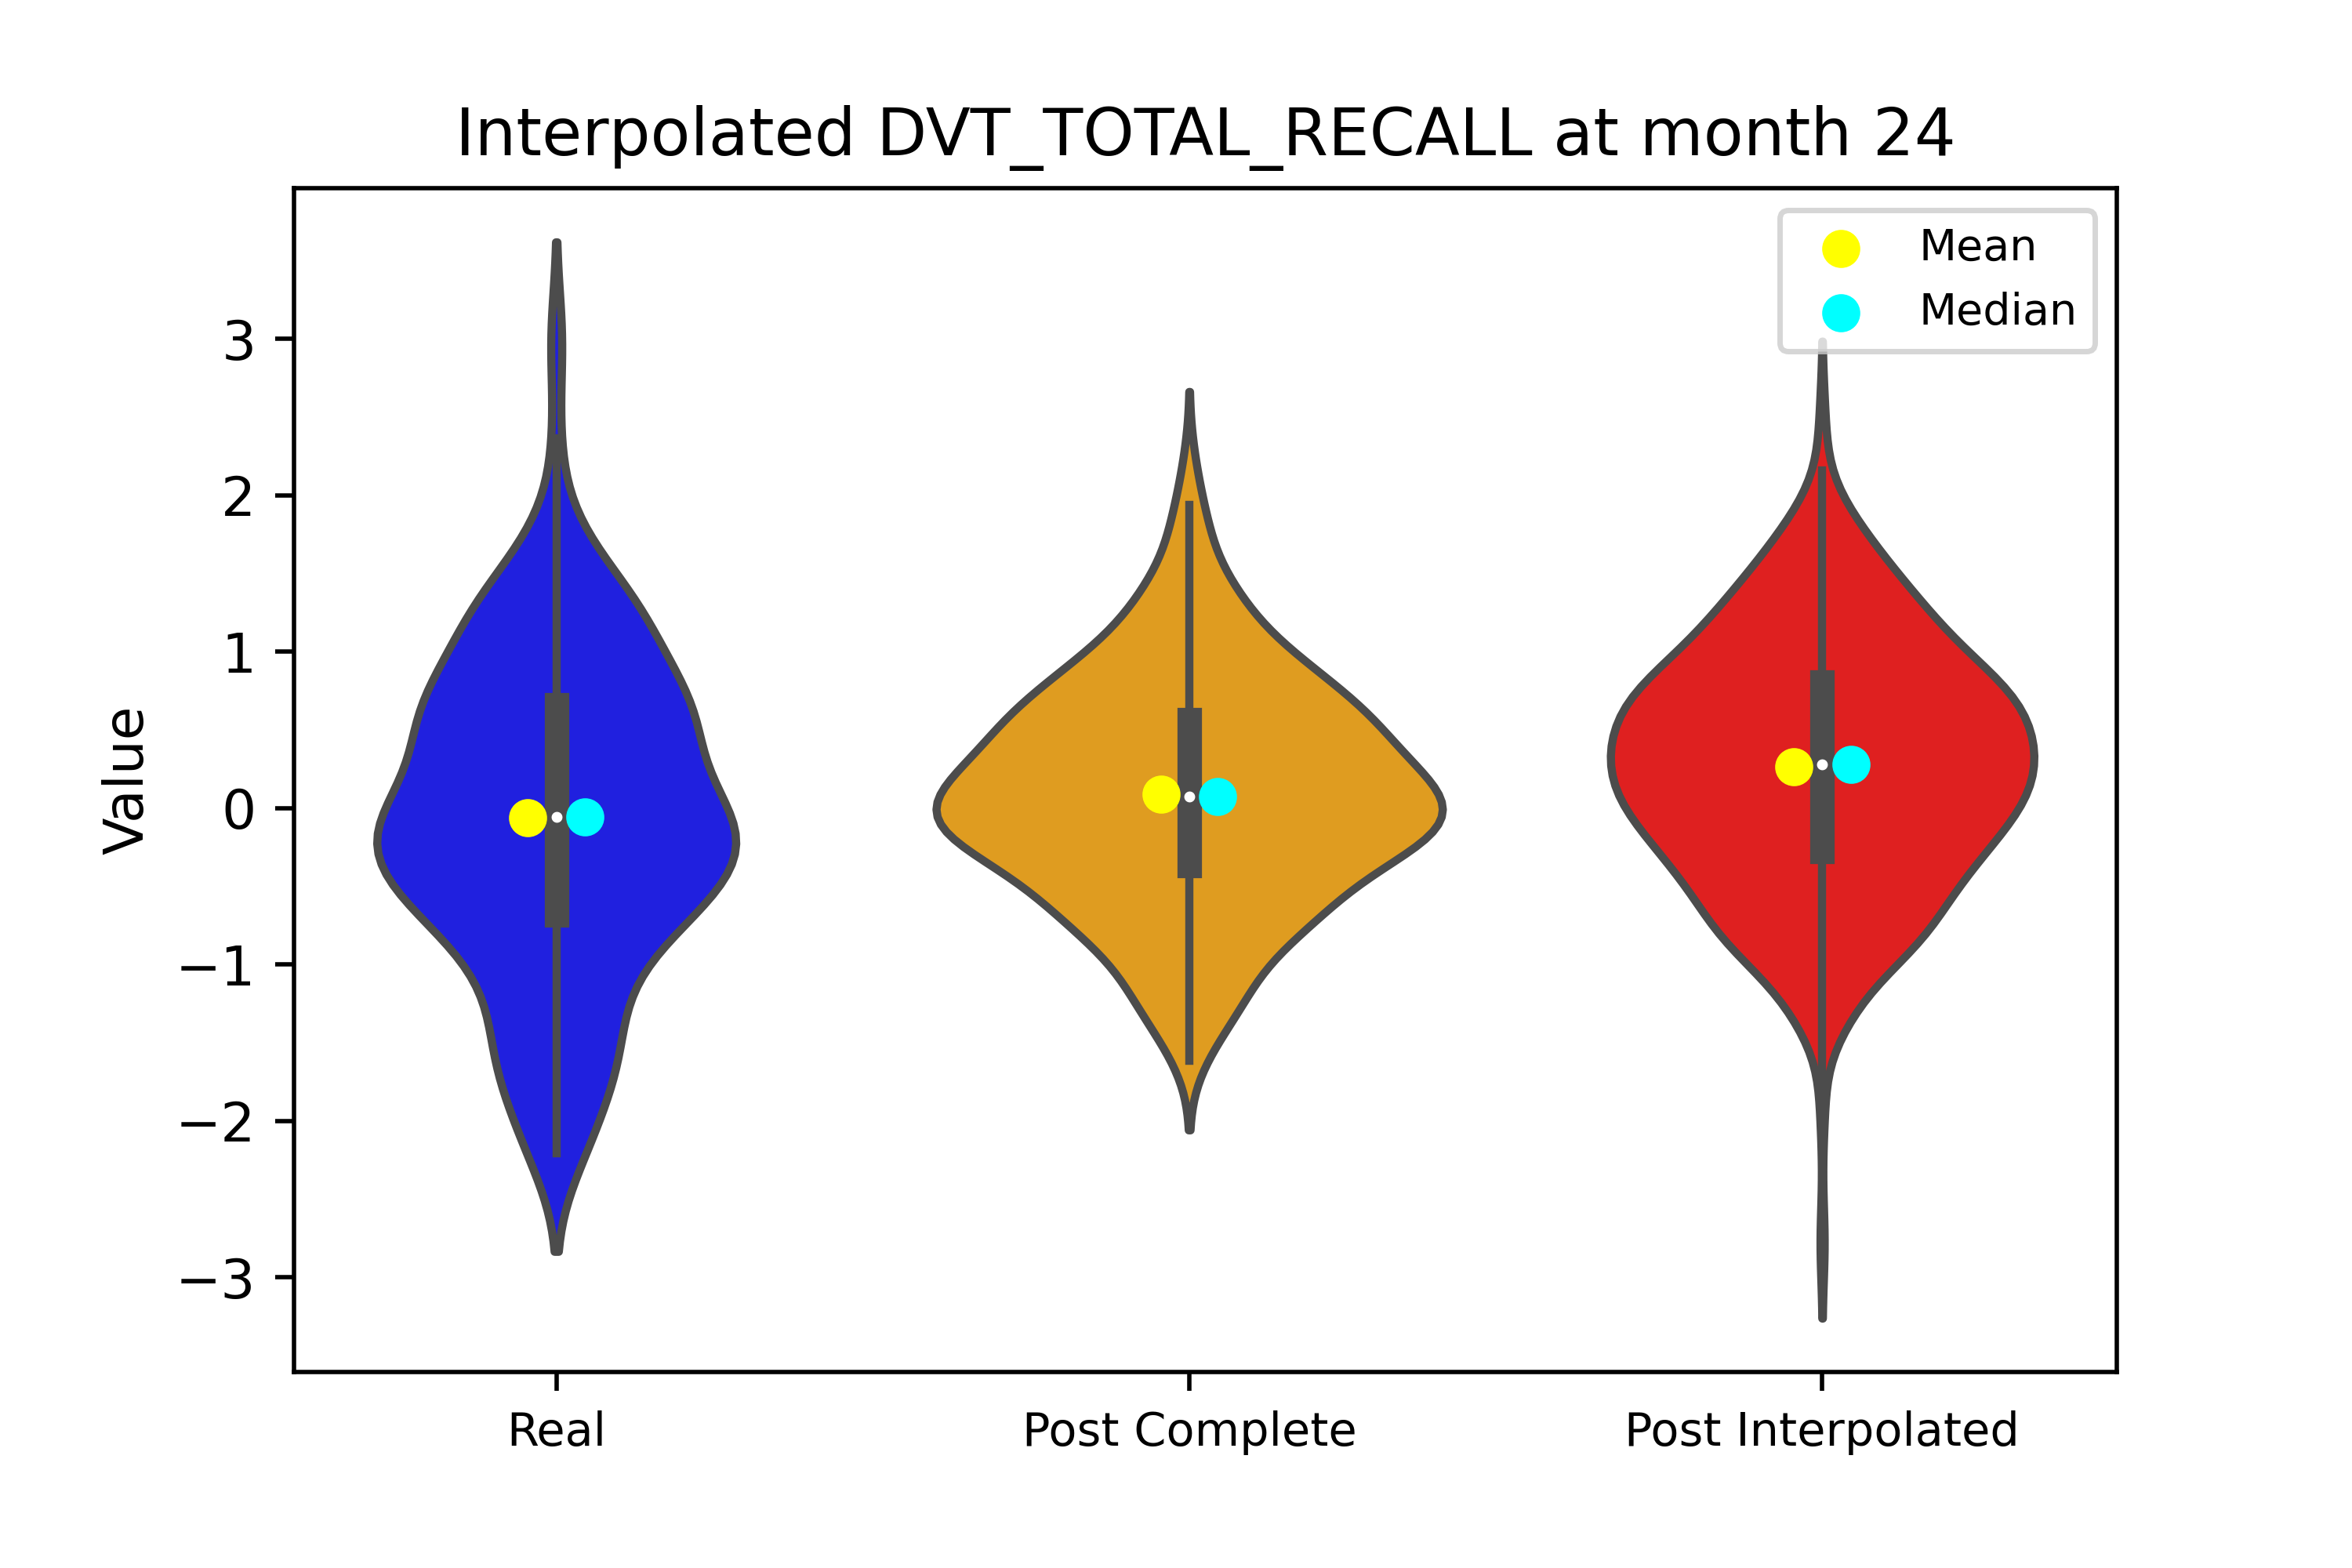 Interpolated DVT_TOTAL_RECALL at month 24
Mean
Median
3
2
1
0
−1
−2
−3
Value
Real
Post Complete
Post Interpolated